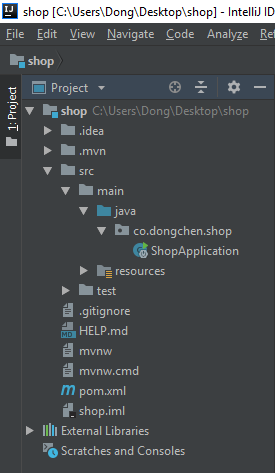 shop [C:\Users\Dong\Desktop\shop] - IntelliJ ID
File Edit View Navigate Code
shop
Project
1: Project
shop C:\Users\Dong\Desktop\shop
.idea
.mvn
src
main
java
co.dongchen.shop
ShopApplication
resources
test
.gitignore
HELP.md
mvnw
mvnw.cmd
pom.xml
shop.iml
External Libraries
Scratches and Consoles